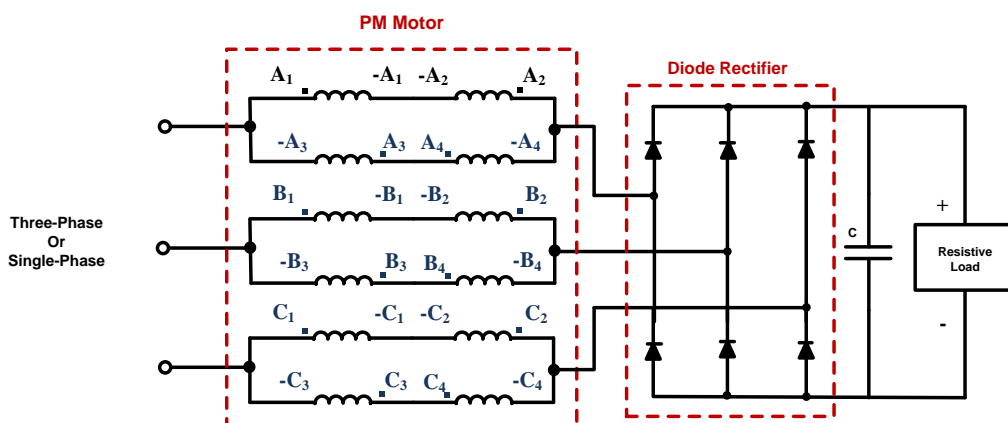 PM Motor
Diode Rectifier
A1 -A1 -A2 A2
-A3 A3 A4 -A4
B1 -B1 -B2 B2
-B3 B3 B4 -B4
C1 -C1 -C2 C2
-C3 C3 C4 -C4
Three-Phase
Or
Single-Phase
C
+
Resistive
Load
-